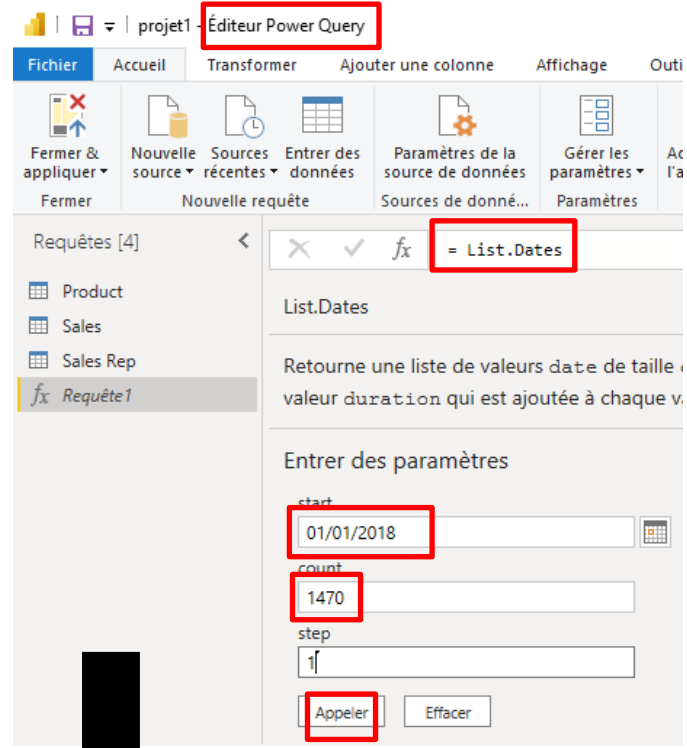 projet1 - Éditeur Power Query
Fichier Accueil Transformer Ajouter une colonne Affichage
Fermer & Nouvelle Sources Entrer des Paramètres de la Gérer les
appliquer source récentes données source de données paramètres
Fermer Nouvelle requête Sources de donné... Paramètres
Requêtes [4]
fx = List.Dates
Product
Sales
Sales Rep
fx Requête1
List.Dates
Retourne une liste de valeurs date de taille
valeur duration qui est ajoutée à chaque
Entrer des paramètres
start
01/01/2018
count
1470
step
1
Appeler Effacer